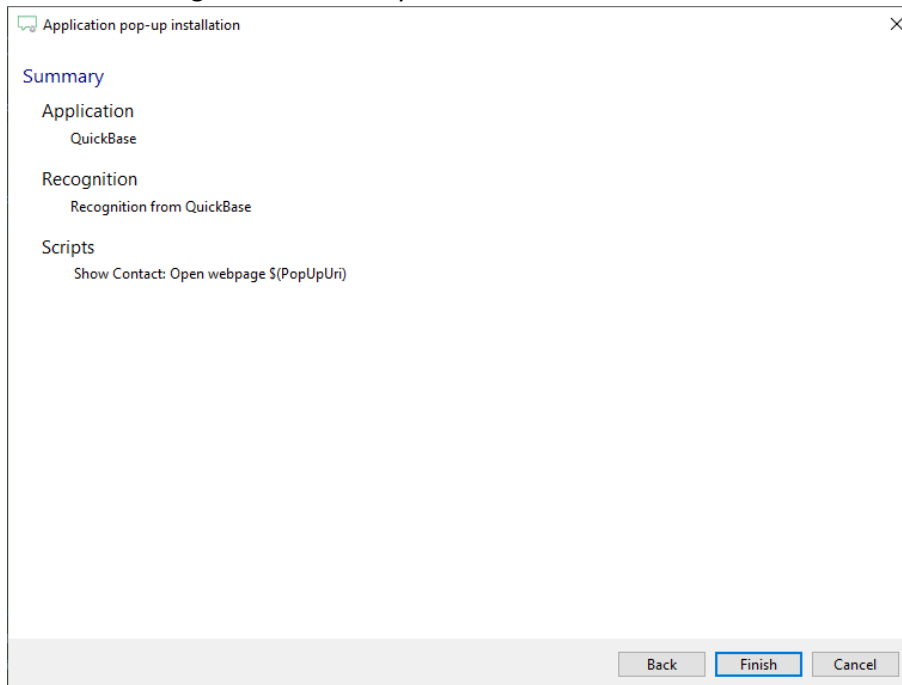 Application pop-up installation
Summary
Application
QuickBase
Recognition
Recognition from QuickBase
Scripts
Show Contact: Open webpage $(PopUpUri)
Back Finish Cancel